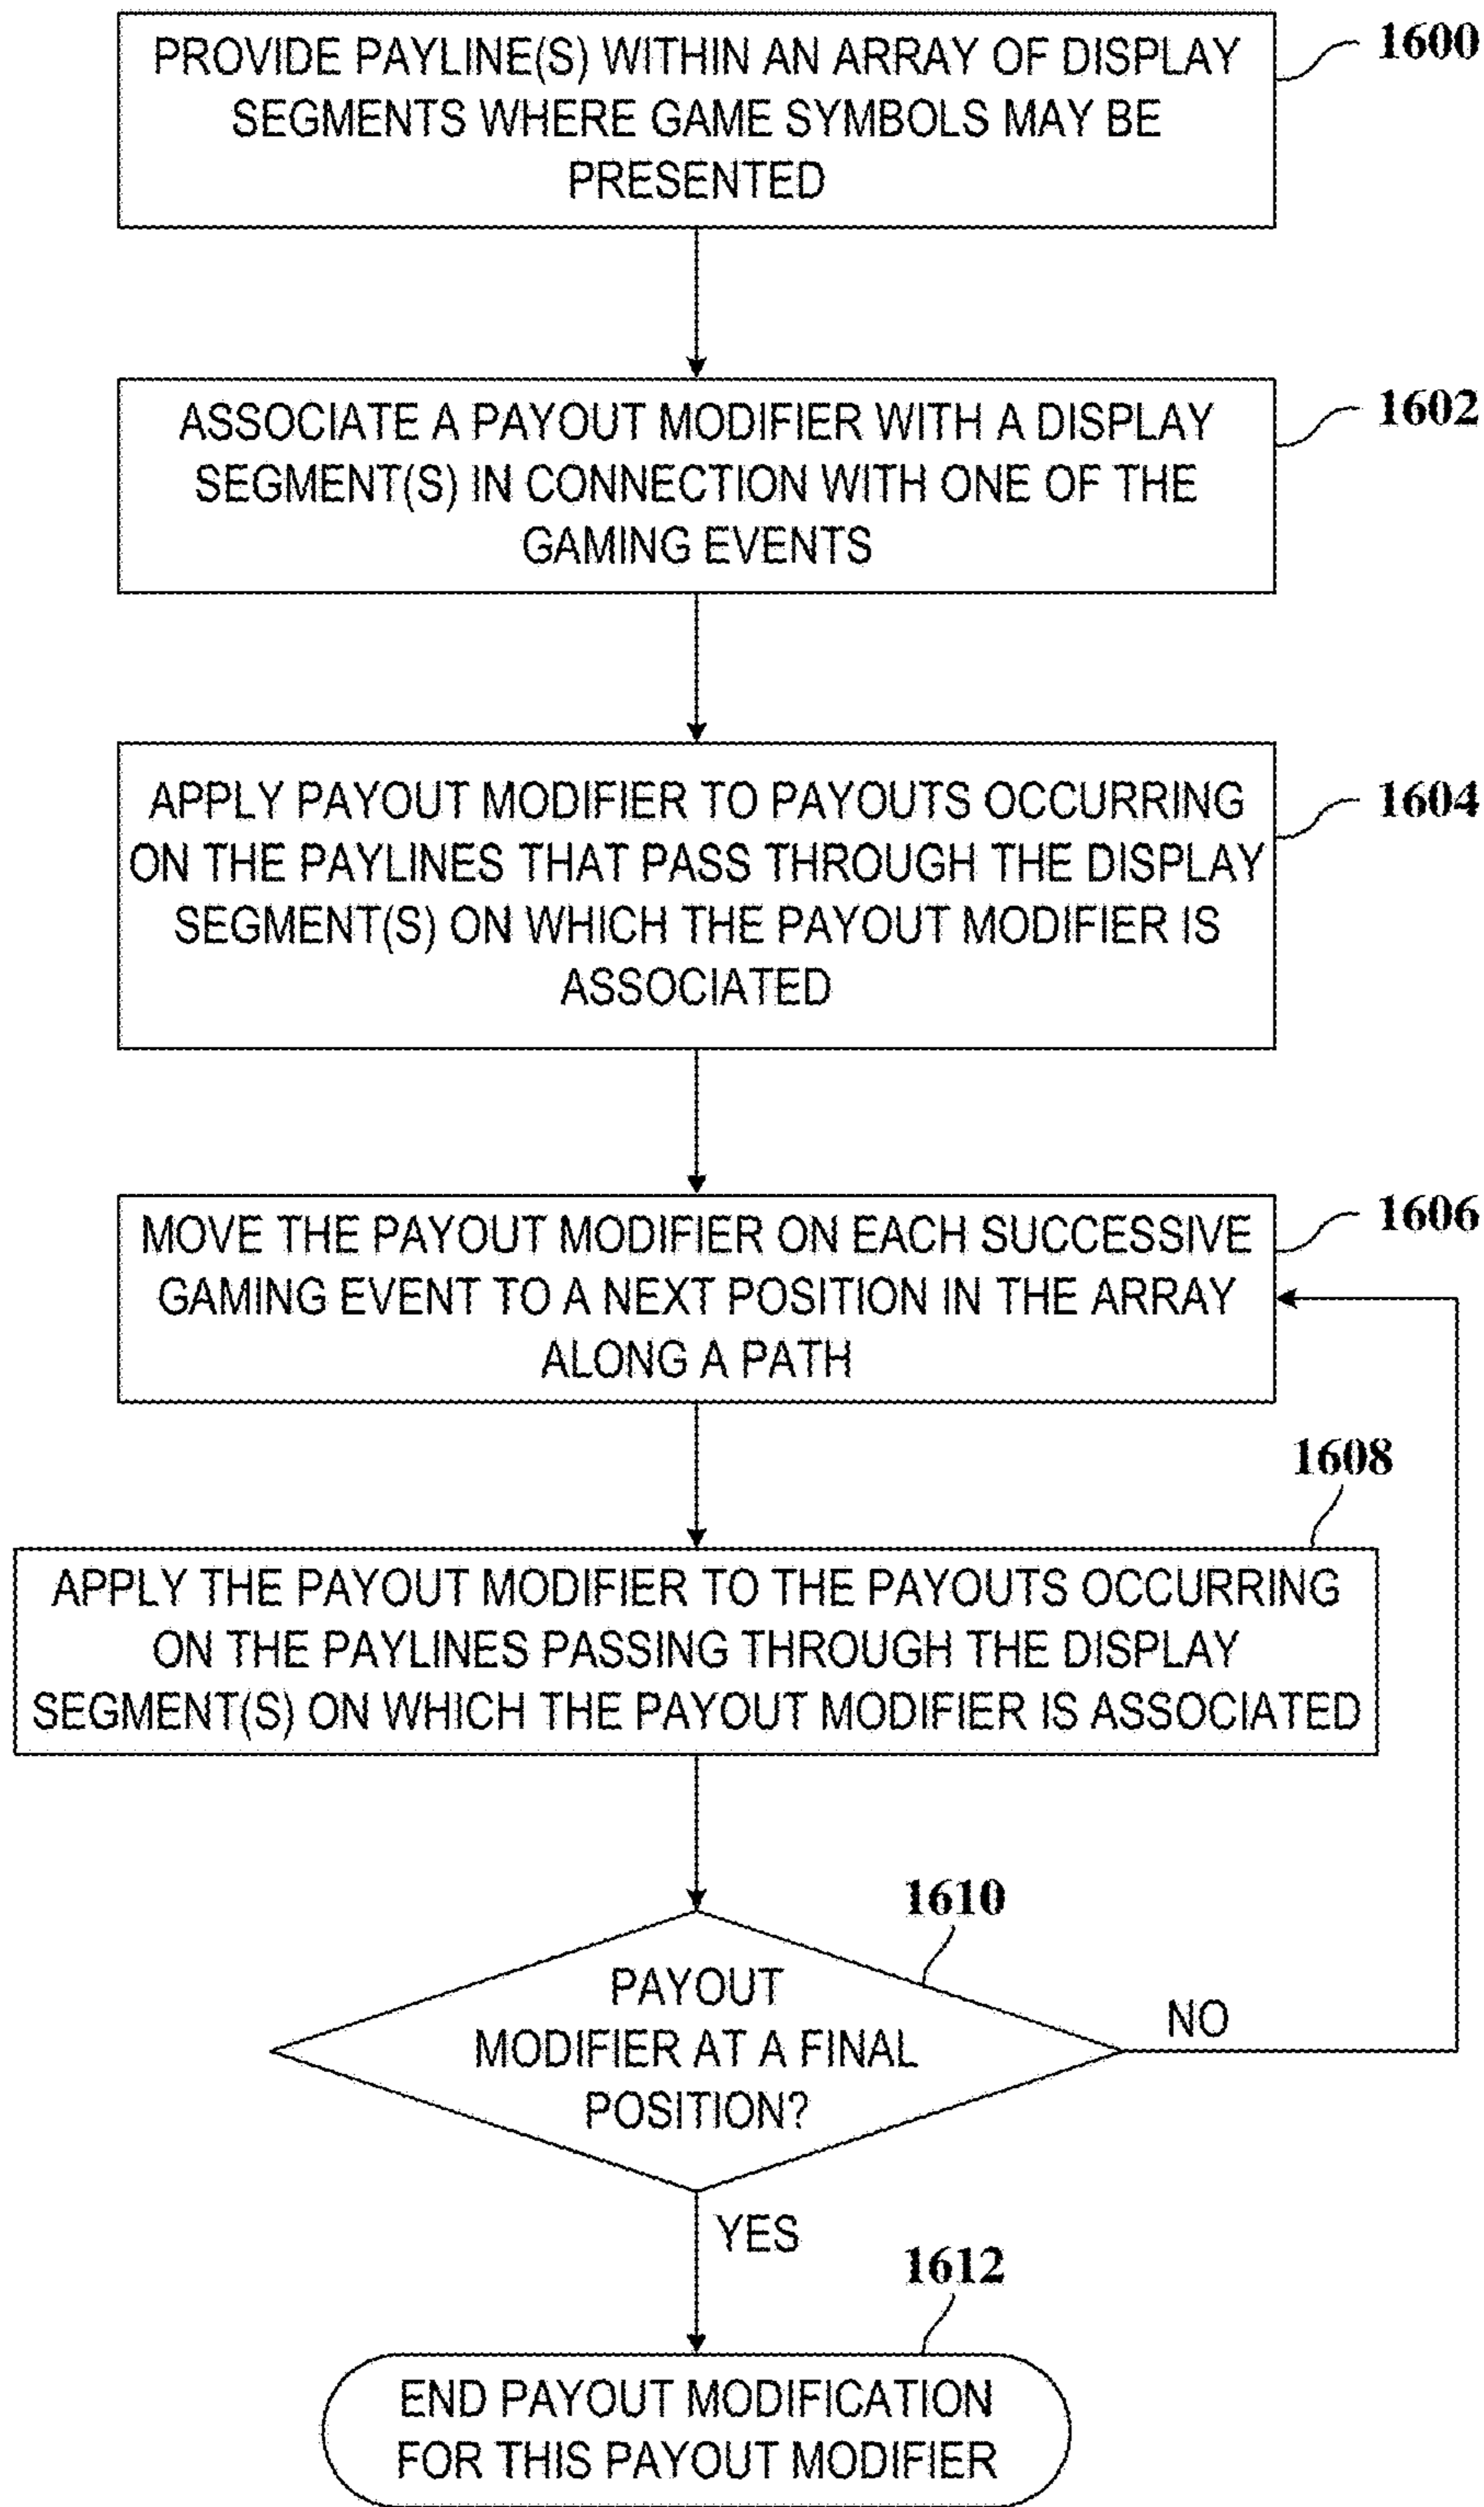 PROVIDE PAYLINE(S) WITHIN AN ARRAY OF DISPLAY
SEGMENTS WHERE GAME SYMBOLS MAY BE
PRESENTED
1600
ASSOCIATE A PAYOUT MODIFIER WITH A DISPLAY
SEGMENT(S) IN CONNECTION WITH ONE OF THE
GAMING EVENTS
1602
APPLY PAYOUT MODIFIER TO PAYOUTS OCCURRING
ON THE PAYLINES THAT PASS THROUGH THE DISPLAY
SEGMENT(S) ON WHICH THE PAYOUT MODIFIER IS
ASSOCIATED
1604
MOVE THE PAYOUT MODIFIER ON EACH SUCCESSIVE
GAMING EVENT TO A NEXT POSITION IN THE ARRAY
ALONG A PATH
1606
1608
APPLY THE PAYOUT MODIFIER TO THE PAYOUTS OCCURRING
ON THE PAYLINES PASSING THROUGH THE DISPLAY
SEGMENT(S) ON WHICH THE PAYOUT MODIFIER IS ASSOCIATED
1610
PAYOUT
MODIFIER AT A FINAL
POSITION?
NO
YES
1612
END PAYOUT MODIFICATION
FOR THIS PAYOUT MODIFIER